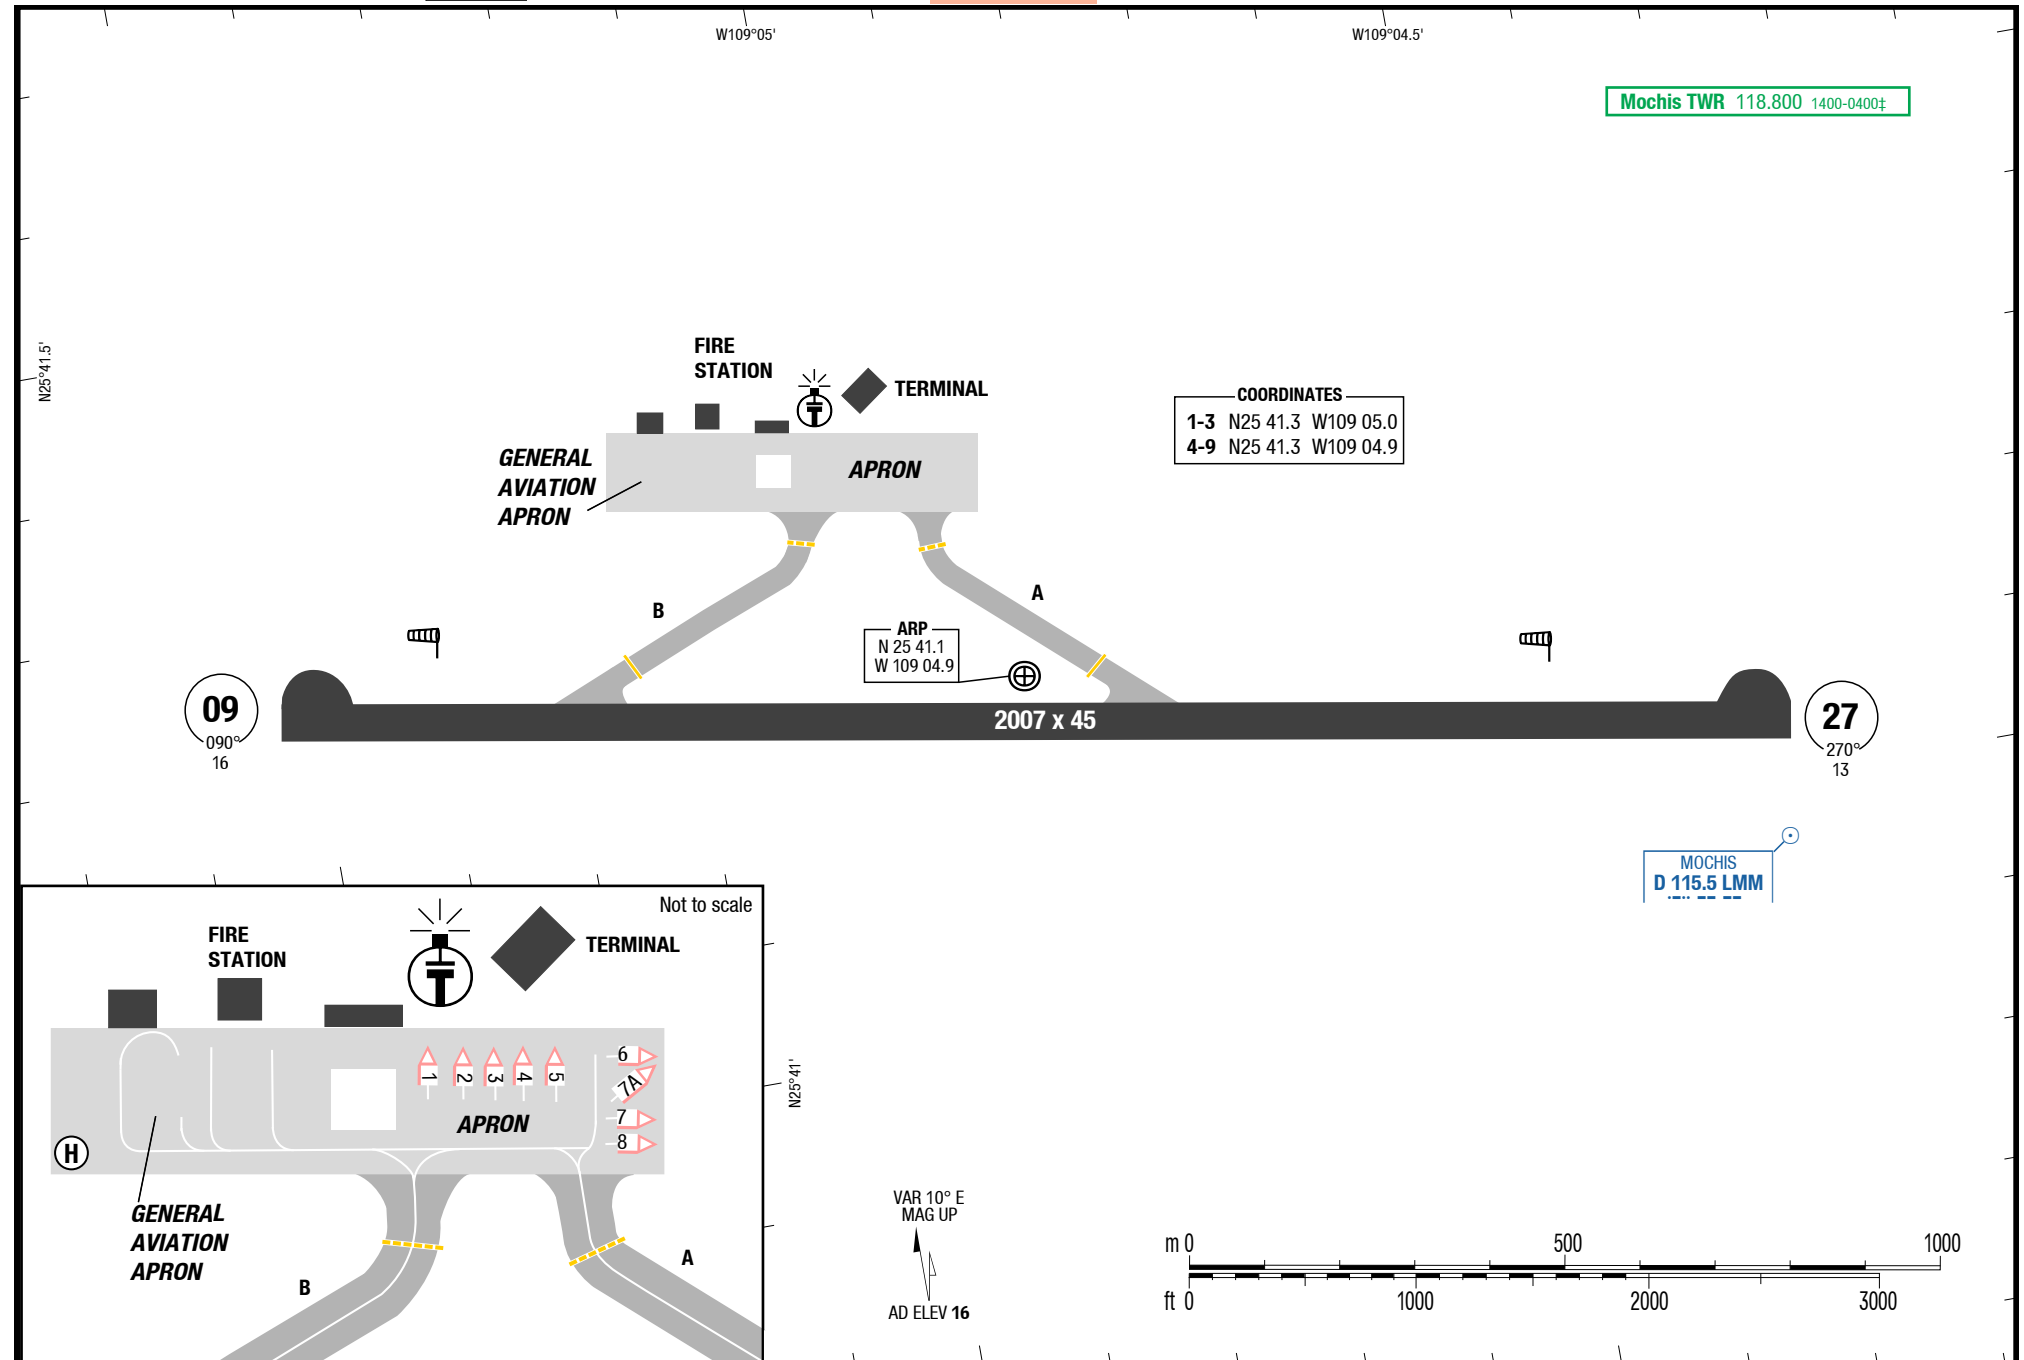 W109°05'
W109°04.5'
Mochis TWR 118.800 1400-0400‡
N25°41.5'
FIRE
STATION
TERMINAL
COORDINATES
1-3 N25 41.3 W109 05.0
4-9 N25 41.3 W109 04.9
GENERAL
AVIATION
APRON
APRON
A
B
ARP
N 25 41.1
W 109 04.9
09
090°
16
2007 x 45
27
270°
13
MOCHIS
D 115.5 LMM
Not to scale
FIRE
STATION
TERMINAL
1
2
3
4
5
6
7A
7
8
APRON
H
GENERAL
AVIATION
APRON
B
A
N25°41'
VAR 10° E
MAG UP
AD ELEV 16
m 0 500 1000
ft 0 1000 2000 3000